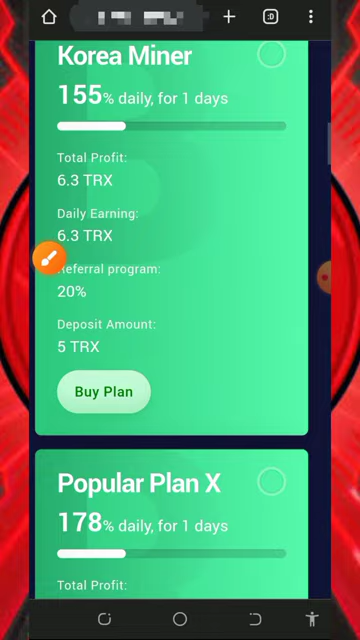 :D
Korea Miner
155% daily, for 1 days
Total Profit:
6.3 TRX
Daily Earning:
6.3 TRX
Referral program:
20%
Deposit Amount:
5 TRX
Buy Plan
Popular Plan X
178% daily, for 1 days
Total Profit: